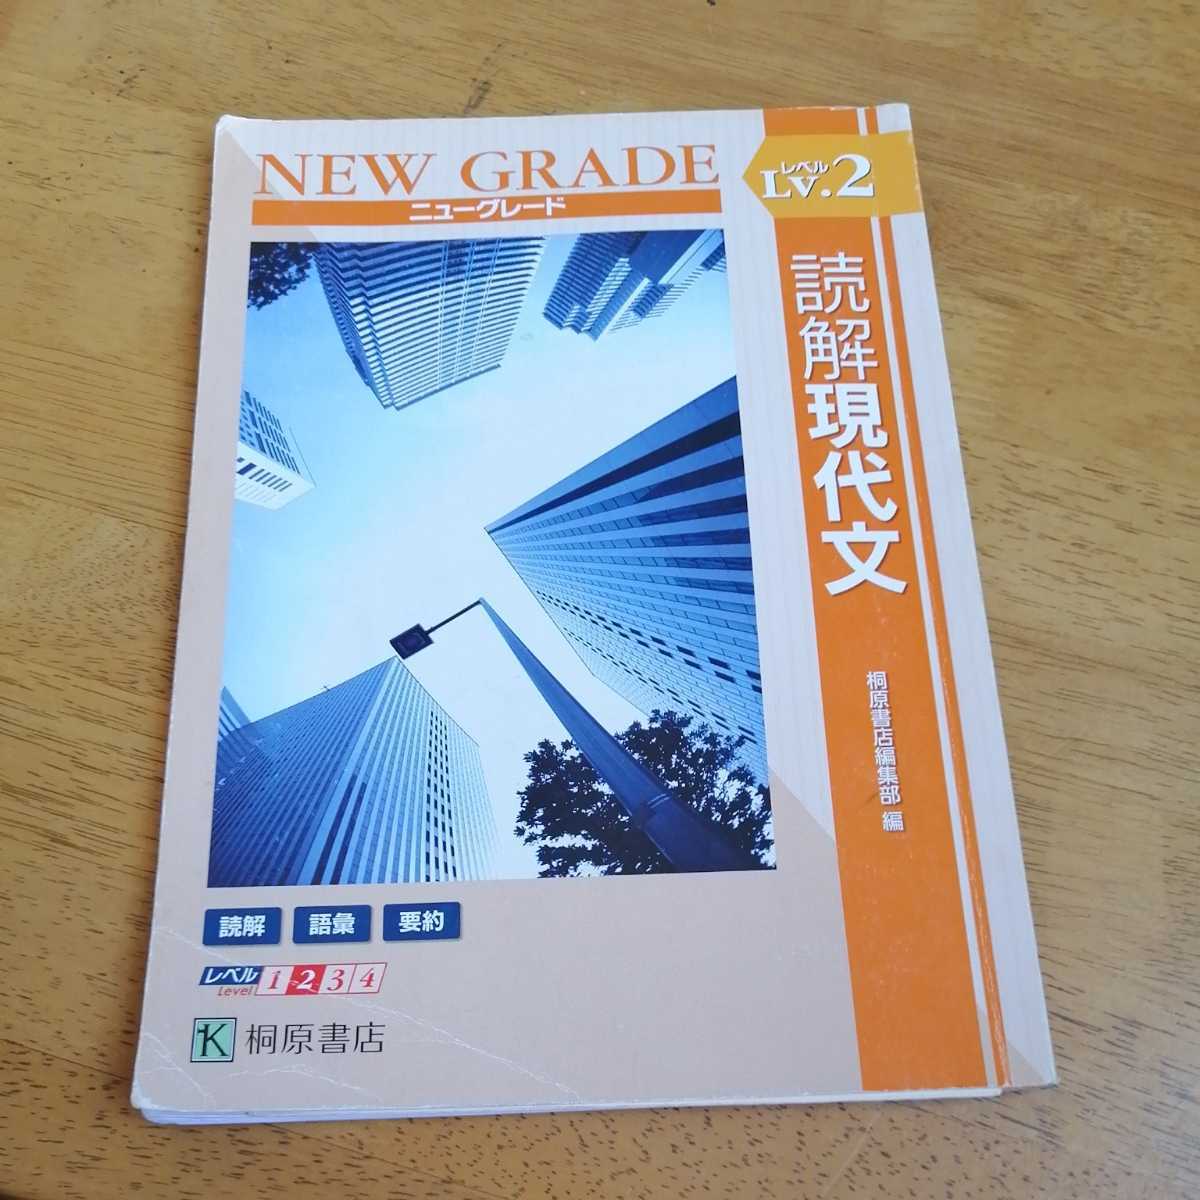 NEW GRADE
ニューグレード
レベル
Lv.2
読解現代文
桐原書店編集部 編
読解
語彙
要約
レベル
Level
1 2 3 4
K 桐原書店